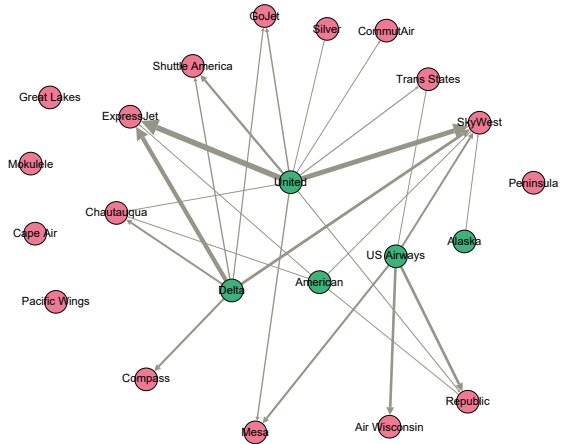 GoJet
Silver
CommutAir
Shuttle America
Trans States
Great Lakes
ExpressJet
SkyWest
Mokulele
United
Peninsula
Chautauqua
Cape Air
Alaska
US Airways
American
Delta
Pacific Wings
Compass
Republic
Air Wisconsin
Mesa